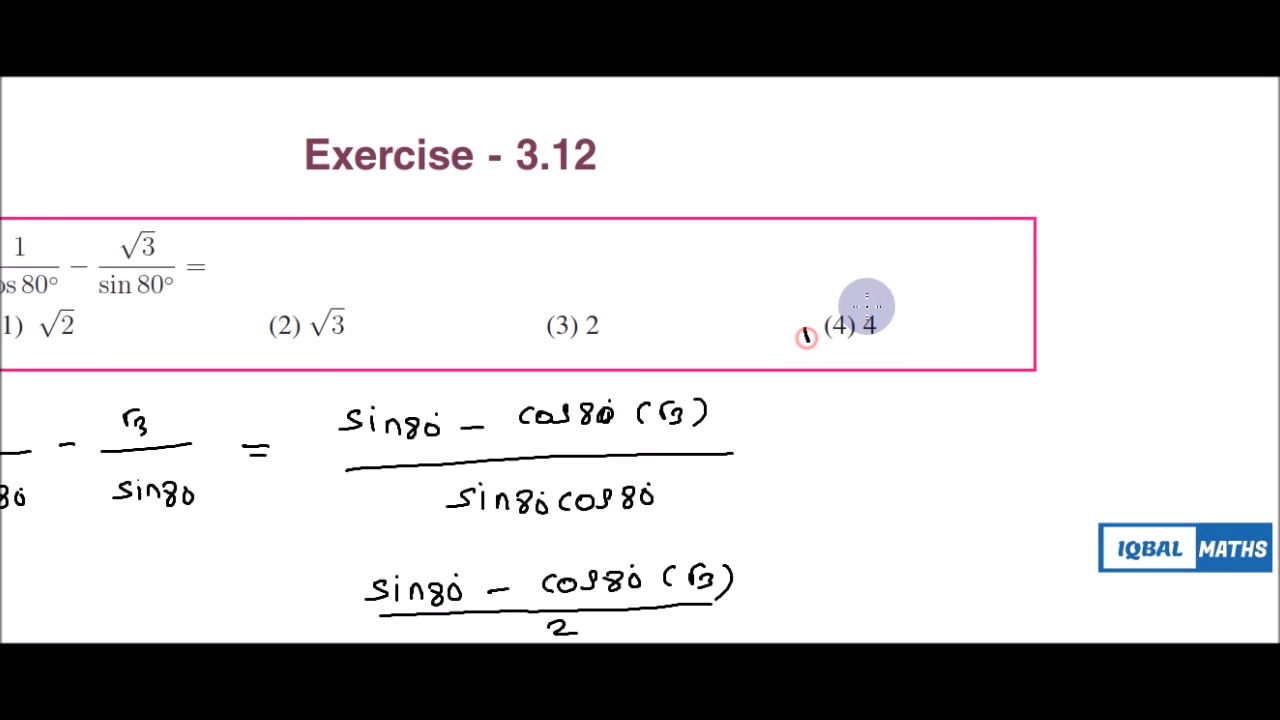 Exercise - 3.12
1/os 80° − √3/sin 80° =
1) √2 (2) √3 (3) 2 (4) 4
− √3/sin80 = sin80 − cos80 (√3)/sin80 cos80
80
sin80 − cos80 (√3)/2
IQBAL MATHS